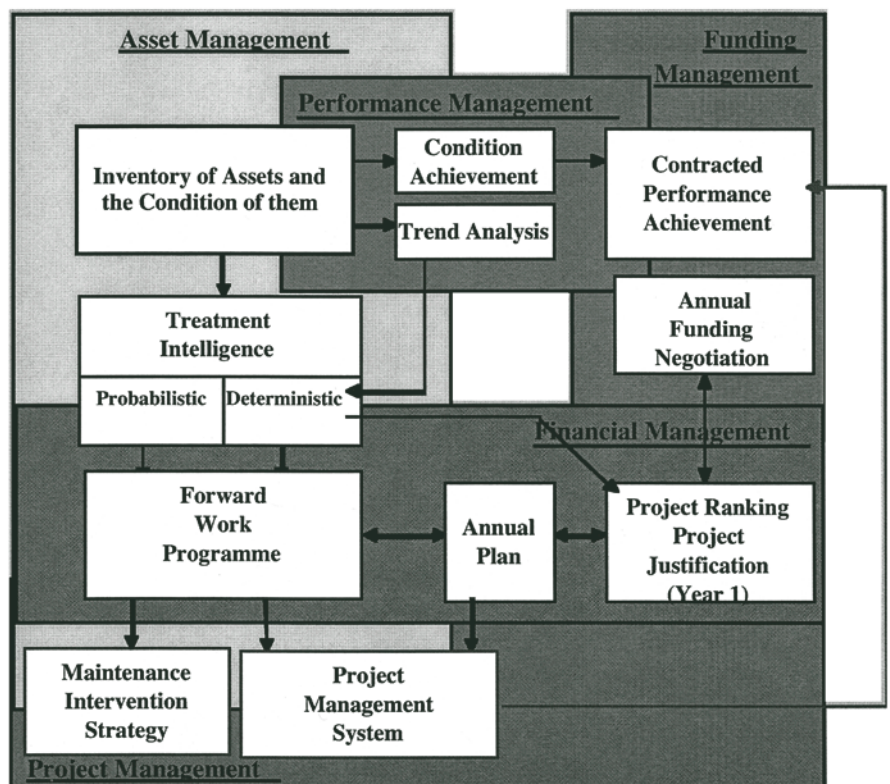 Asset Management
Funding
Management
Performance Management
Inventory of Assets and
the Condition of them
Condition
Achievement
Contracted
Performance
Achievement
Trend Analysis
Treatment
Intelligence
Probabilistic
Deterministic
Annual
Funding
Negotiation
Financial Management
Forward
Work
Programme
Annual
Plan
Project Ranking
Project
Justification
(Year 1)
Maintenance
Intervention
Strategy
Project
Management
System
Project Management